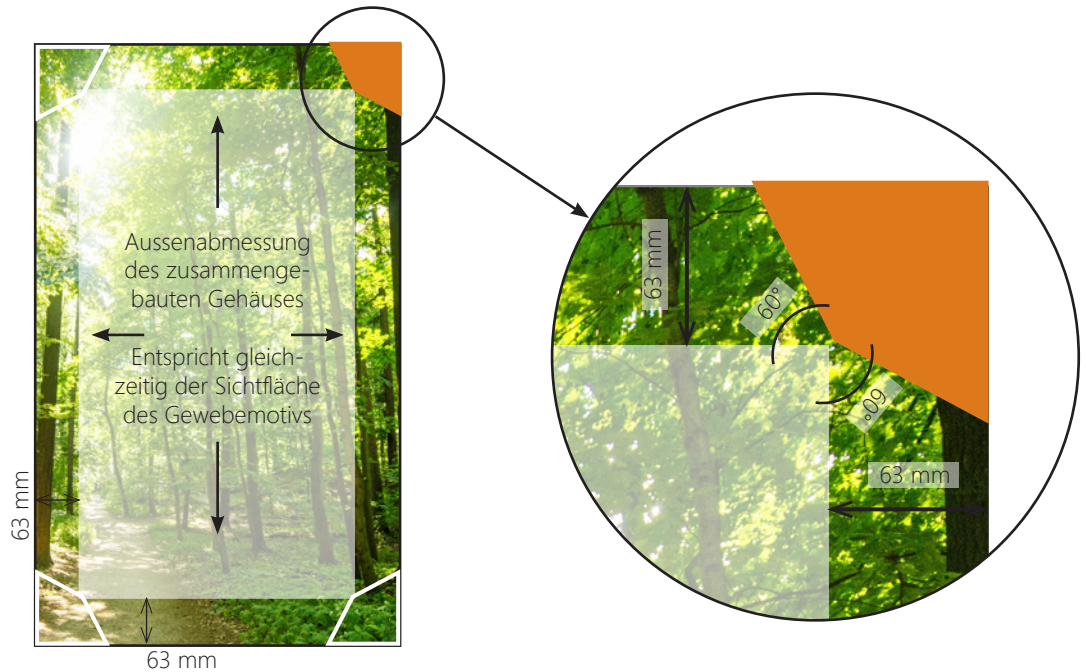 Aussenabmessung
des zusammenge-
bauten Gehäuses
Entspricht gleich-
zeitig der Sichtfläche
des Gewebemotivs
63 mm
63 mm
63 mm
60°
60°
63 mm